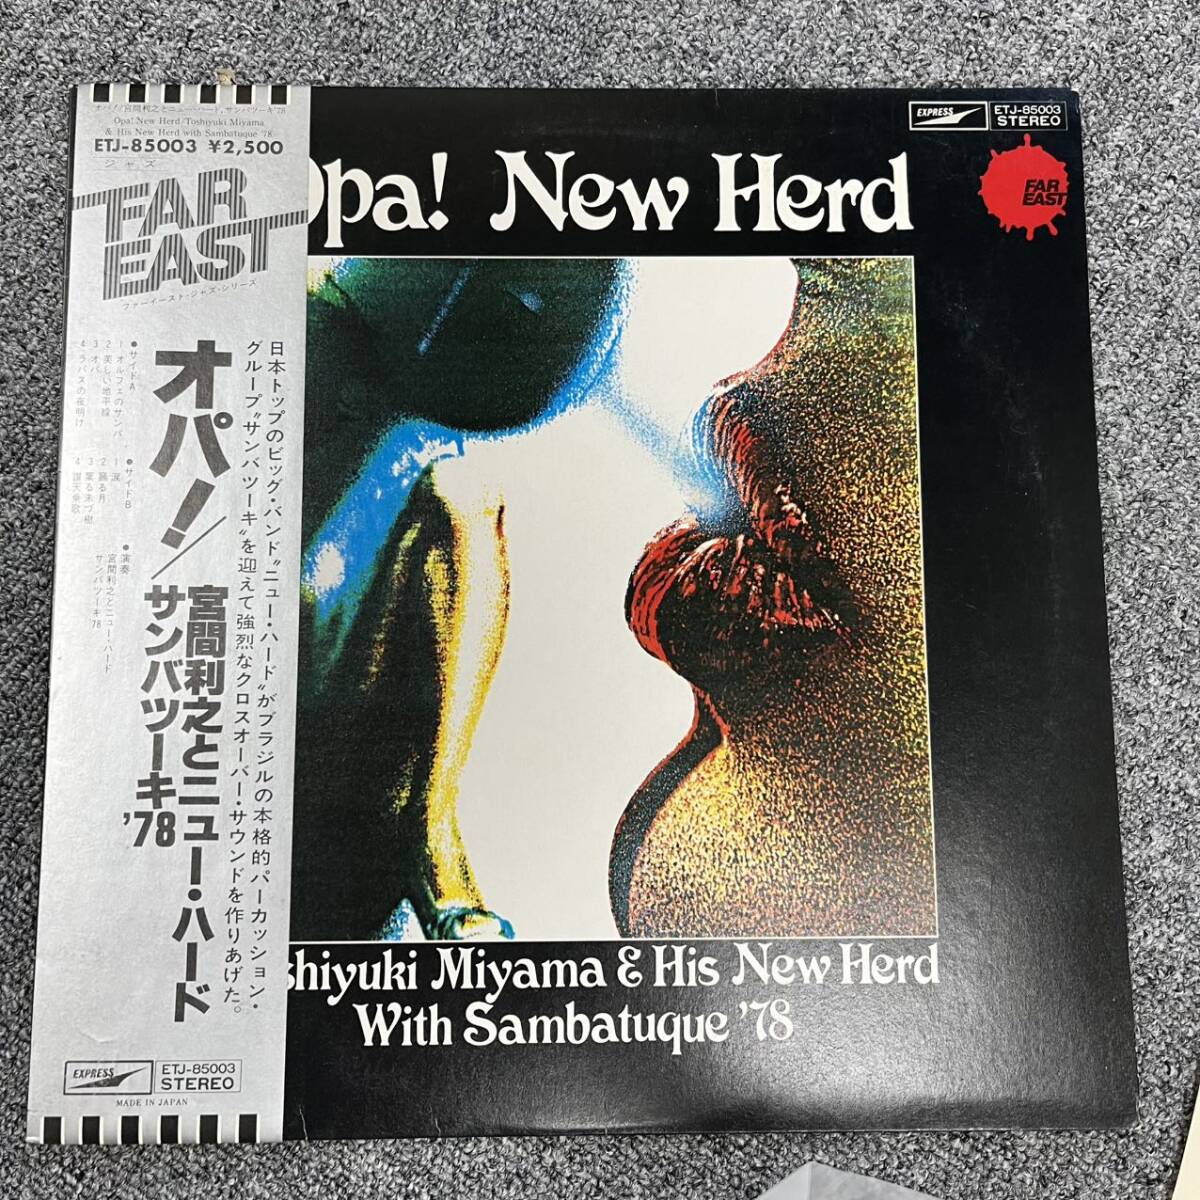 オパ!/宮間利之とニュー・ハード,サンバツーキ'78
Opa! New Herd/Toshiyuki Miyama
& His New Herd with Sambatuque '78
ETJ-85003 ¥2,500
ジャズ
FAR
EAST
ファーイースト・ジャズ・シリーズ
日本トップのビッグ・バンド"ニュー・ハード"がブラジルの本格的パーカッション・
グループ"サンバツーキ"を迎えて強烈なクロスオーバー・サウンドを作りあげた。
オパ!/
宮間利之とニュー・ハード
サンバツーキ'78
●サイドA
1 オルフェのサンバ
2 美しい地平線
3 オパ
4 ラパスの夜明け
●サイドB
1 涙
2 踊る月
3 葉る未づ樹
4 讃天乗歌
●演奏
宮間利之とニュー・ハード
サンバツーキ'78
EXPRESS
ETJ-85003
STEREO
MADE IN JAPAN
Opa! New Herd
EXPRESS
ETJ-85003
STEREO
FAR
EAST
shiyuki Miyama & His New Herd
With Sambatuque '78